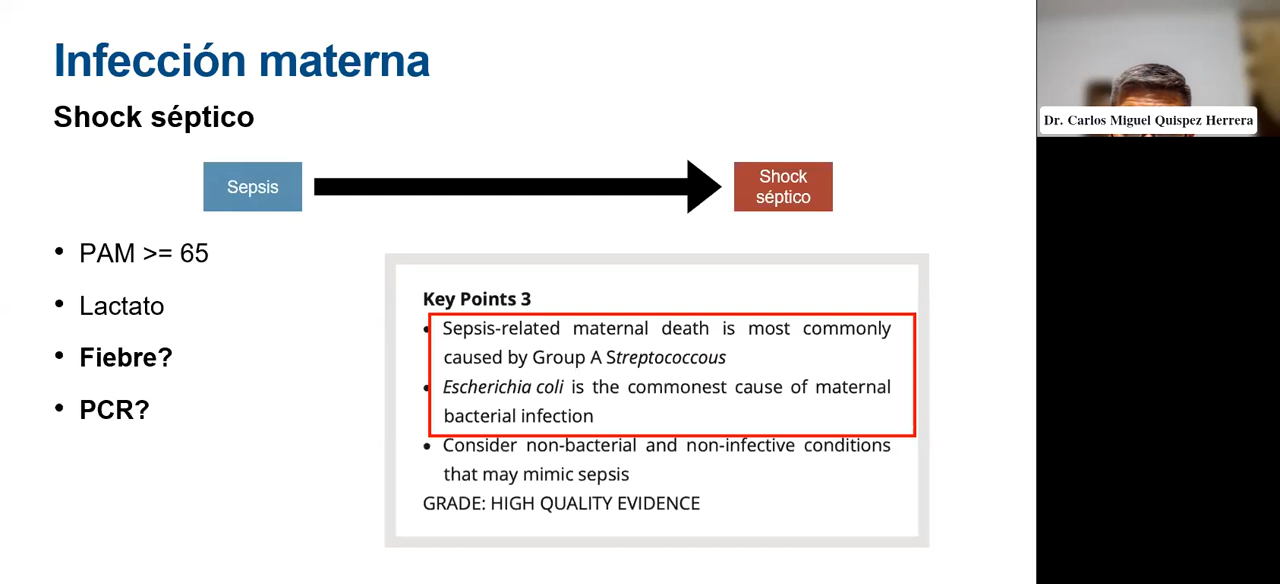 Infección materna
Shock séptico
Sepsis
Shock
séptico
• PAM >= 65
• Lactato
• Fiebre?
• PCR?
Key Points 3
• Sepsis-related maternal death is most commonly
caused by Group A Streptococcous
• Escherichia coli is the commonest cause of maternal
bacterial infection
• Consider non-bacterial and non-infective conditions
that may mimic sepsis
GRADE: HIGH QUALITY EVIDENCE
Dr. Carlos Miguel Quispez Herrera